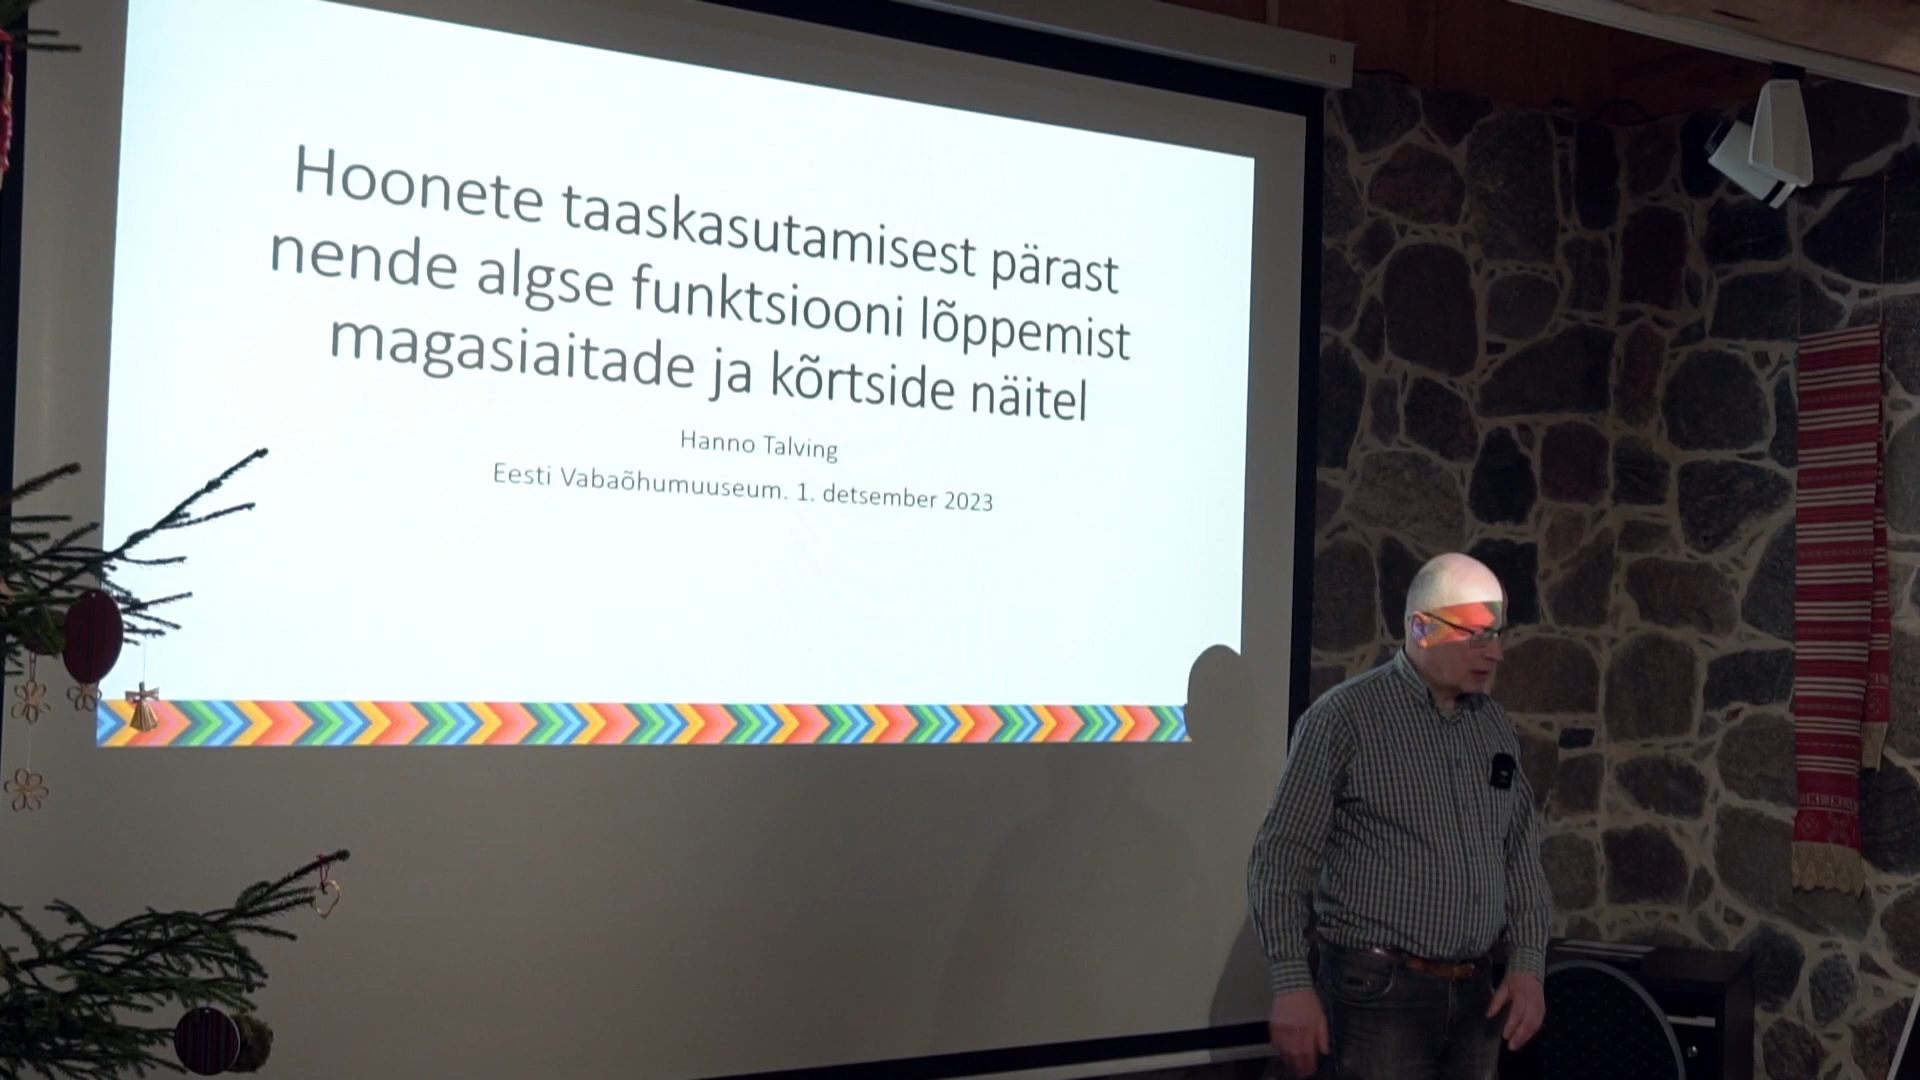 Hoonete taaskasutamisest pärast
nende algse funktsiooni lõppemist
magasiaitade ja kõrtside näitel
Hanno Talving
Eesti Vabaõhumuuseum. 1. detsember 2023